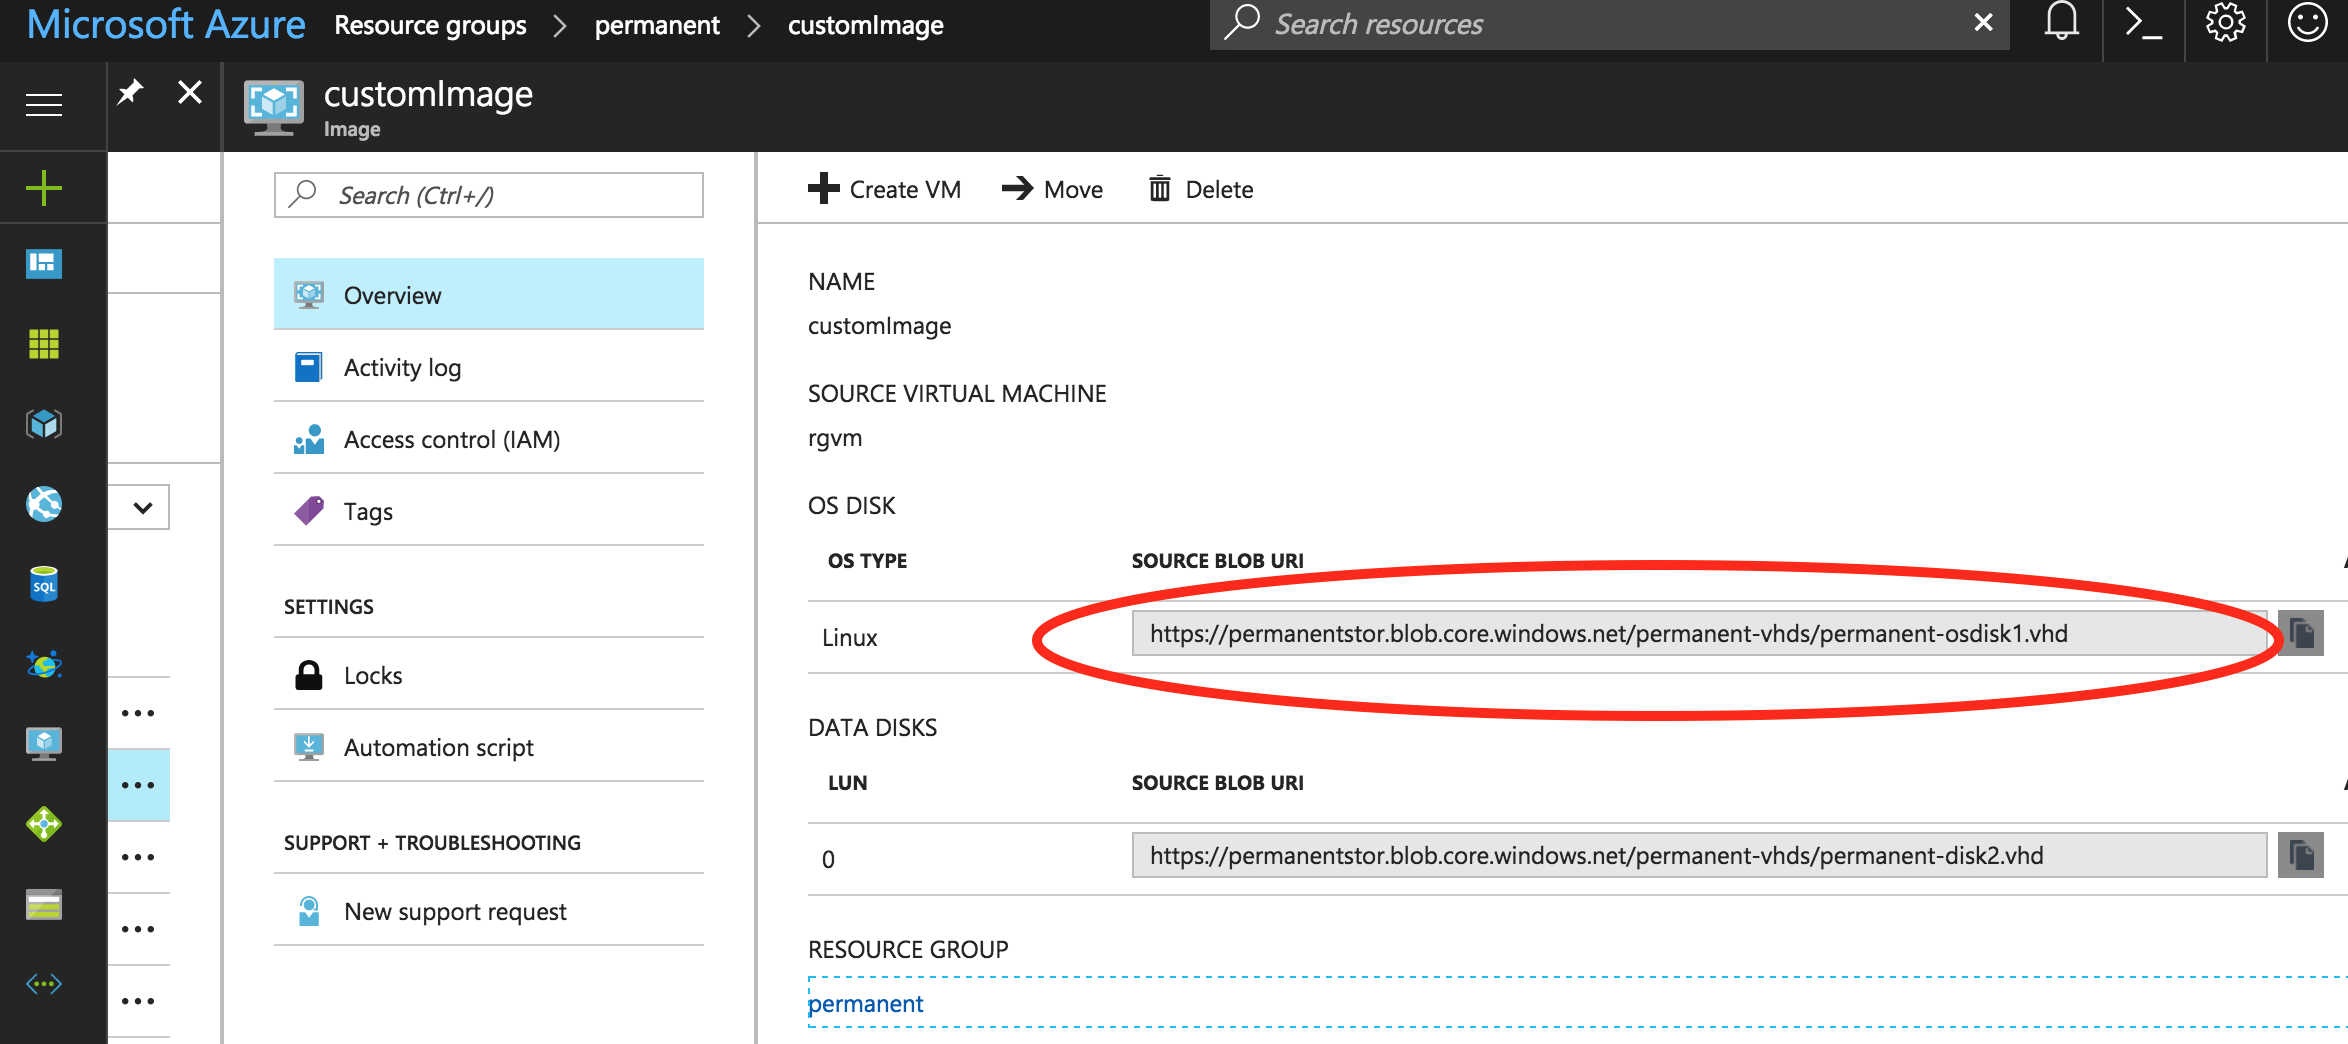 Microsoft Azure Resource groups > permanent > customImage Search resources
customImage
Image
Search (Ctrl+/)
Overview
Activity log
Access control (IAM)
Tags
SETTINGS
Locks
Automation script
SUPPORT + TROUBLESHOOTING
New support request
SQL
Create VM Move Delete
NAME
customImage
SOURCE VIRTUAL MACHINE
rgvm
OS DISK
OS TYPE SOURCE BLOB URI
Linux https://permanentstor.blob.core.windows.net/permanent-vhds/permanent-osdisk1.vhd
DATA DISKS
LUN SOURCE BLOB URI
0 https://permanentstor.blob.core.windows.net/permanent-vhds/permanent-disk2.vhd
RESOURCE GROUP
permanent